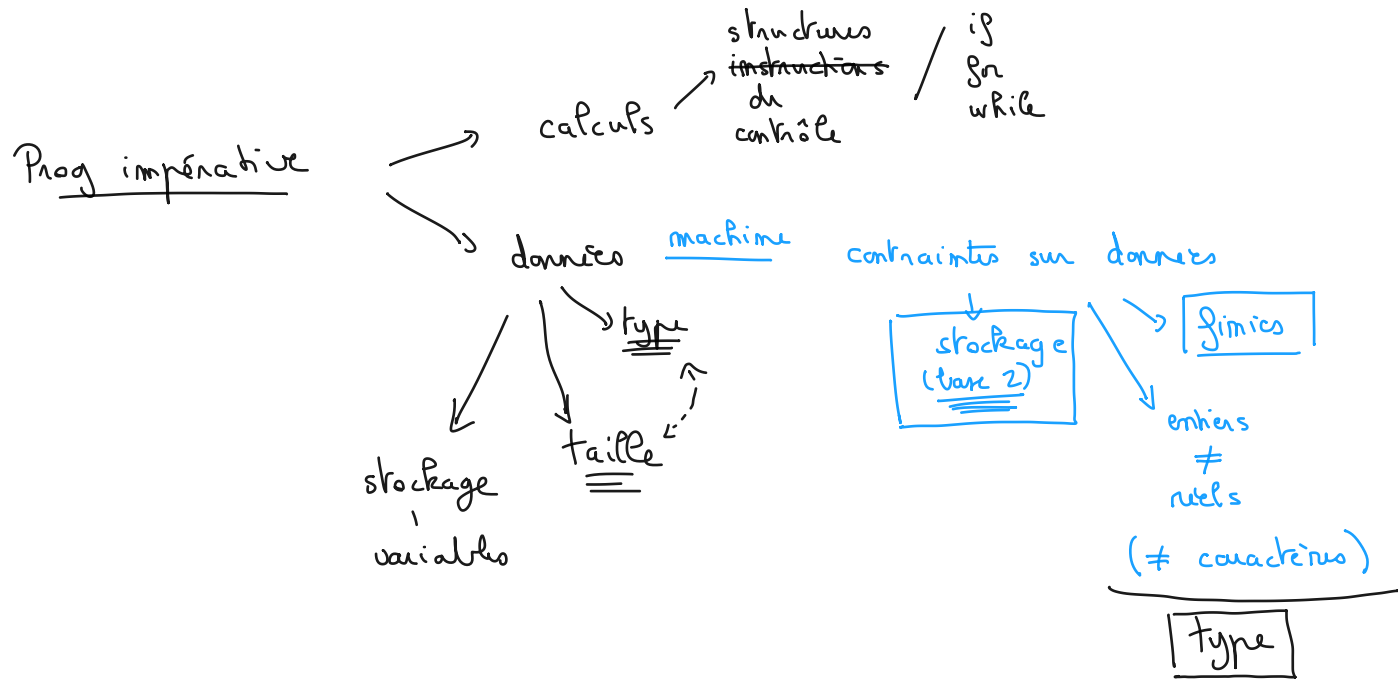 structures
instructions
de
contrôle
if
for
while
calculs
Prog impérative
données
machine
contraintes sur données
type
stockage
(base 2)
finies
taille
entiers
≠
réels
(≠ caractères)
stockage
variables
type